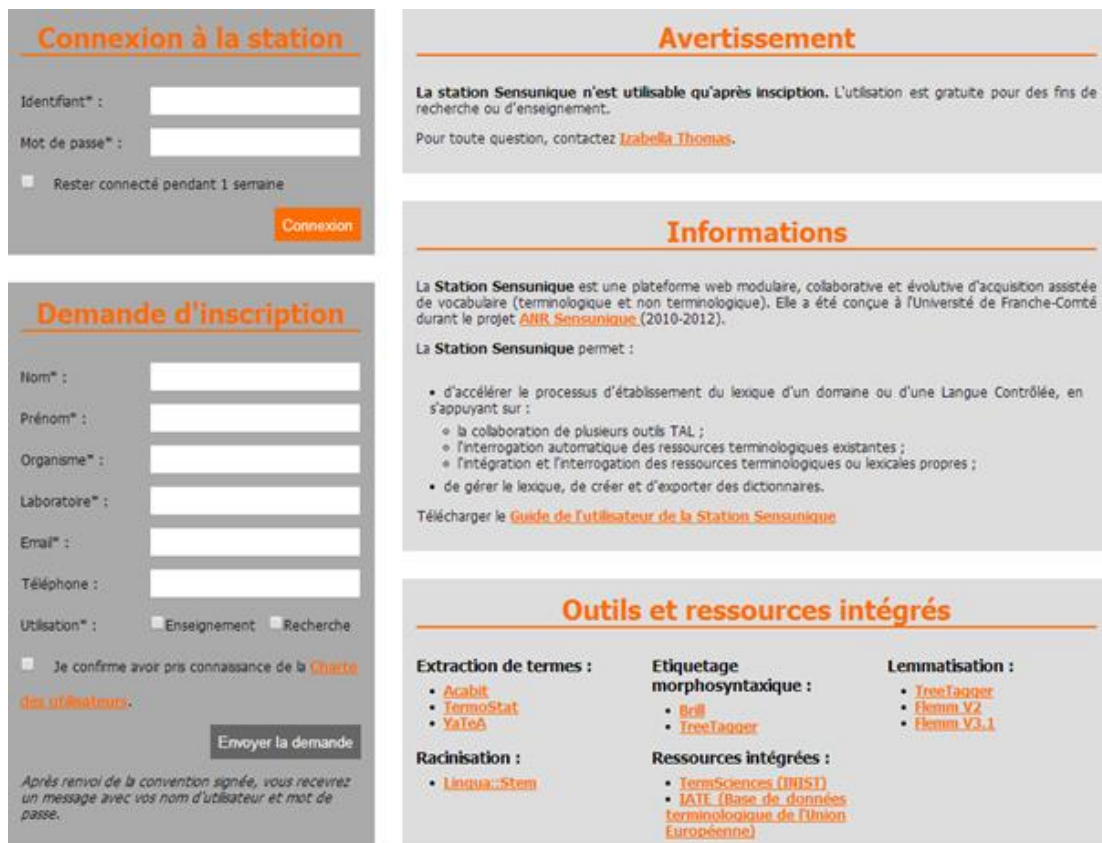 Connexion à la station
Identifiant* :
Mot de passe* :
Rester connecté pendant 1 semaine
Connexion
Demande d'inscription
Nom* :
Prénom* :
Organisme* :
Laboratoire* :
Email* :
Téléphone :
Utilisation* :
Enseignement
Recherche
Je confirme avoir pris connaissance de la Charte
des utilisateurs.
Envoyer la demande
Après renvoi de la convention signée, vous recevrez
un message avec vos nom d'utilisateur et mot de
passe.
Avertissement
La station Sensunique n'est utilisable qu'après insciption. L'utilsation est gratuite pour des fins de
recherche ou d'enseignement.
Pour toute question, contactez Izabella Thomas.
Informations
La Station Sensunique est une plateforme web modulaire, collaborative et évolutive d'acquisition assistée
de vocabulaire (terminologique et non terminologique). Elle a été conçue à l'Université de Franche-Comté
durant le projet ANR Sensunique (2010-2012).
La Station Sensunique permet :
• d'accélérer le processus d'établissement du lexique d'un domaine ou d'une Langue Contrôlée, en
s'appuyant sur :
la collaboration de plusieurs outils TAL ;
l'interrogation automatique des ressources terminologiques existantes ;
l'intégration et l'interrogation des ressources terminologiques ou lexicales propres ;
• de gérer le lexique, de créer et d'exporter des dictionnaires.
Télécharger le Guide de l'utilisateur de la Station Sensunique
Outils et ressources intégrés
Extraction de termes :
• Acabit
• TermoStat
• YaTeA
Etiquetage
morphosyntaxique :
• Brill
• TreeTagger
Lemmatisation :
• TreeTagger
• Flemm V2
• Flemm V3.1
Racinisation :
• Lingua::Stem
Ressources intégrées :
• TermSciences (INIST)
• IATE (Base de données
terminologique de l'Union
Européenne)